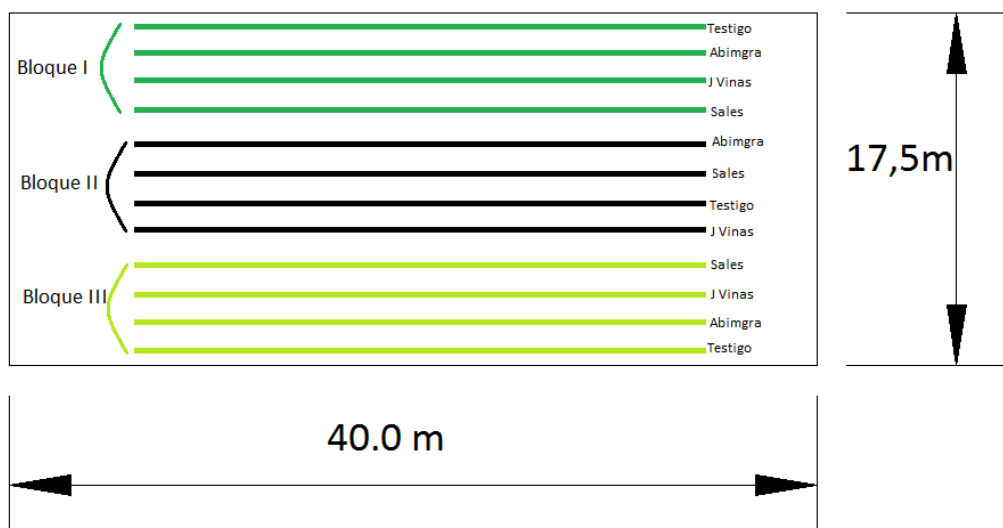 Testigo
Abimgra
Bloque I
J Vinas
Sales
Abimgra
Sales
Bloque II
Testigo
J Vinas
Sales
J Vinas
Bloque III
Abimgra
Testigo
17,5m
40.0 m